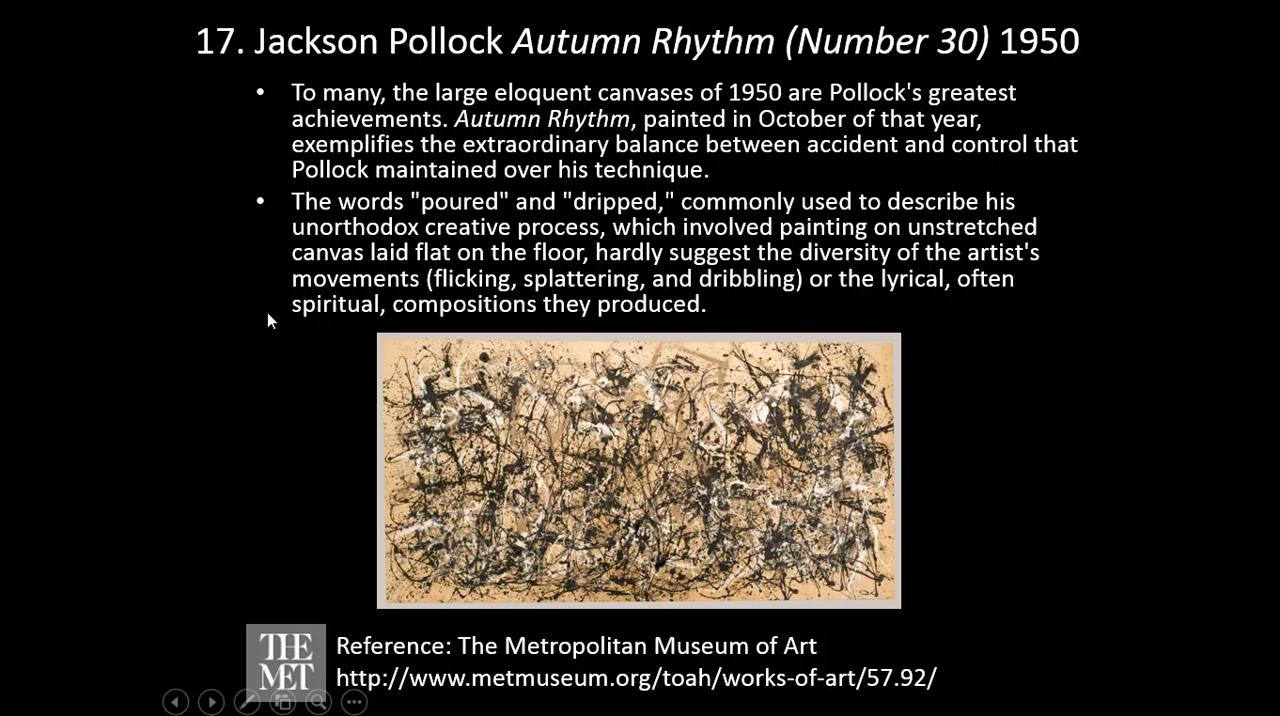 17. Jackson Pollock Autumn Rhythm (Number 30) 1950
• To many, the large eloquent canvases of 1950 are Pollock's greatest
achievements. Autumn Rhythm, painted in October of that year,
exemplifies the extraordinary balance between accident and control that
Pollock maintained over his technique.
• The words "poured" and "dripped," commonly used to describe his
unorthodox creative process, which involved painting on unstretched
canvas laid flat on the floor, hardly suggest the diversity of the artist's
movements (flicking, splattering, and dribbling) or the lyrical, often
spiritual, compositions they produced.
THE
MET
Reference: The Metropolitan Museum of Art
http://www.metmuseum.org/toah/works-of-art/57.92/